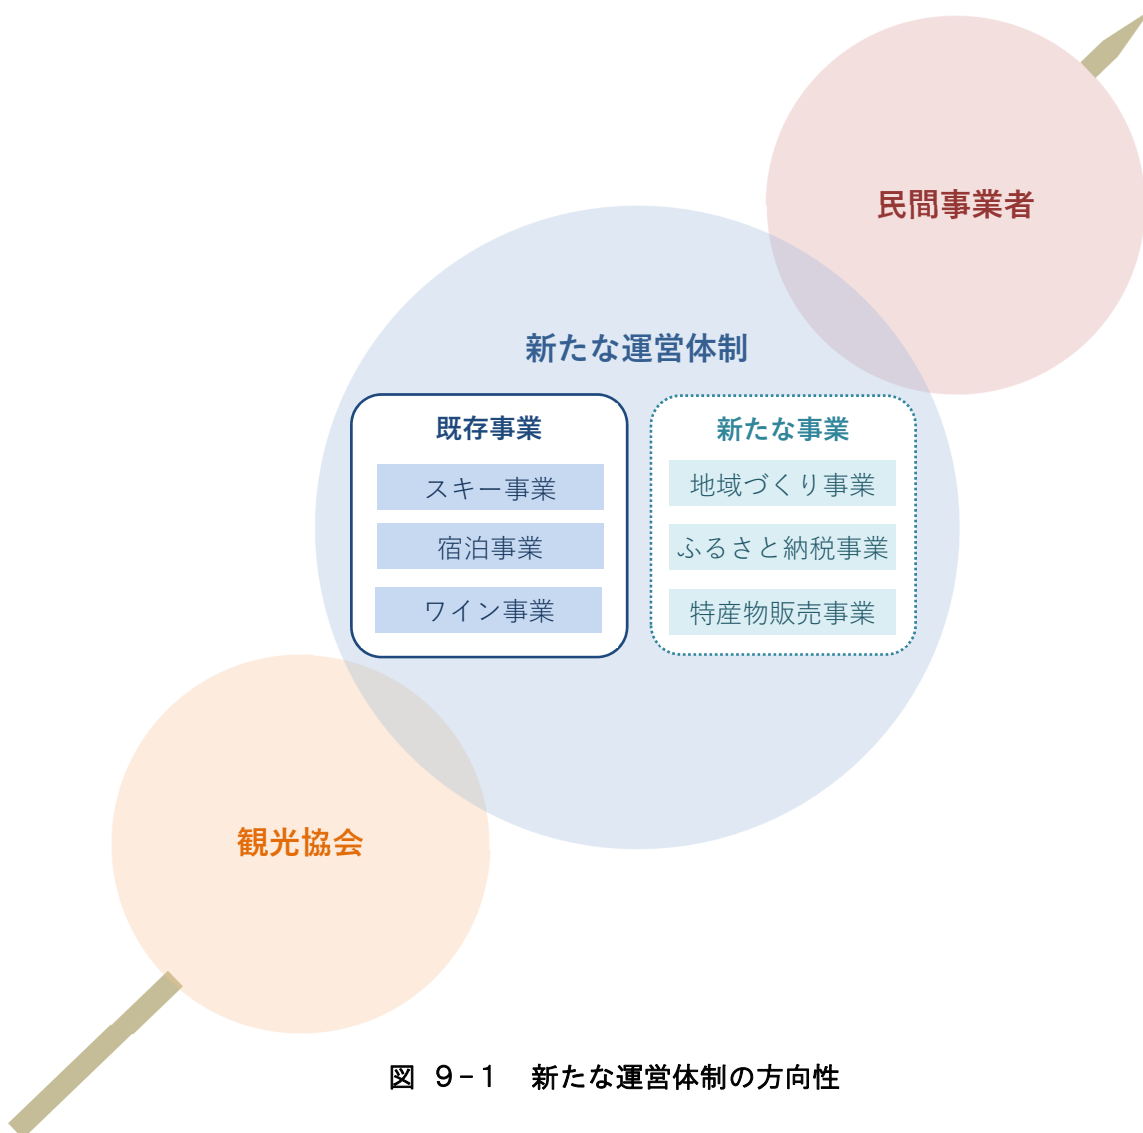 民間事業者
新たな運営体制
既存事業
スキー事業
宿泊事業
ワイン事業
新たな事業
地域づくり事業
ふるさと納税事業
特産物販売事業
観光協会
図 9-1 新たな運営体制の方向性